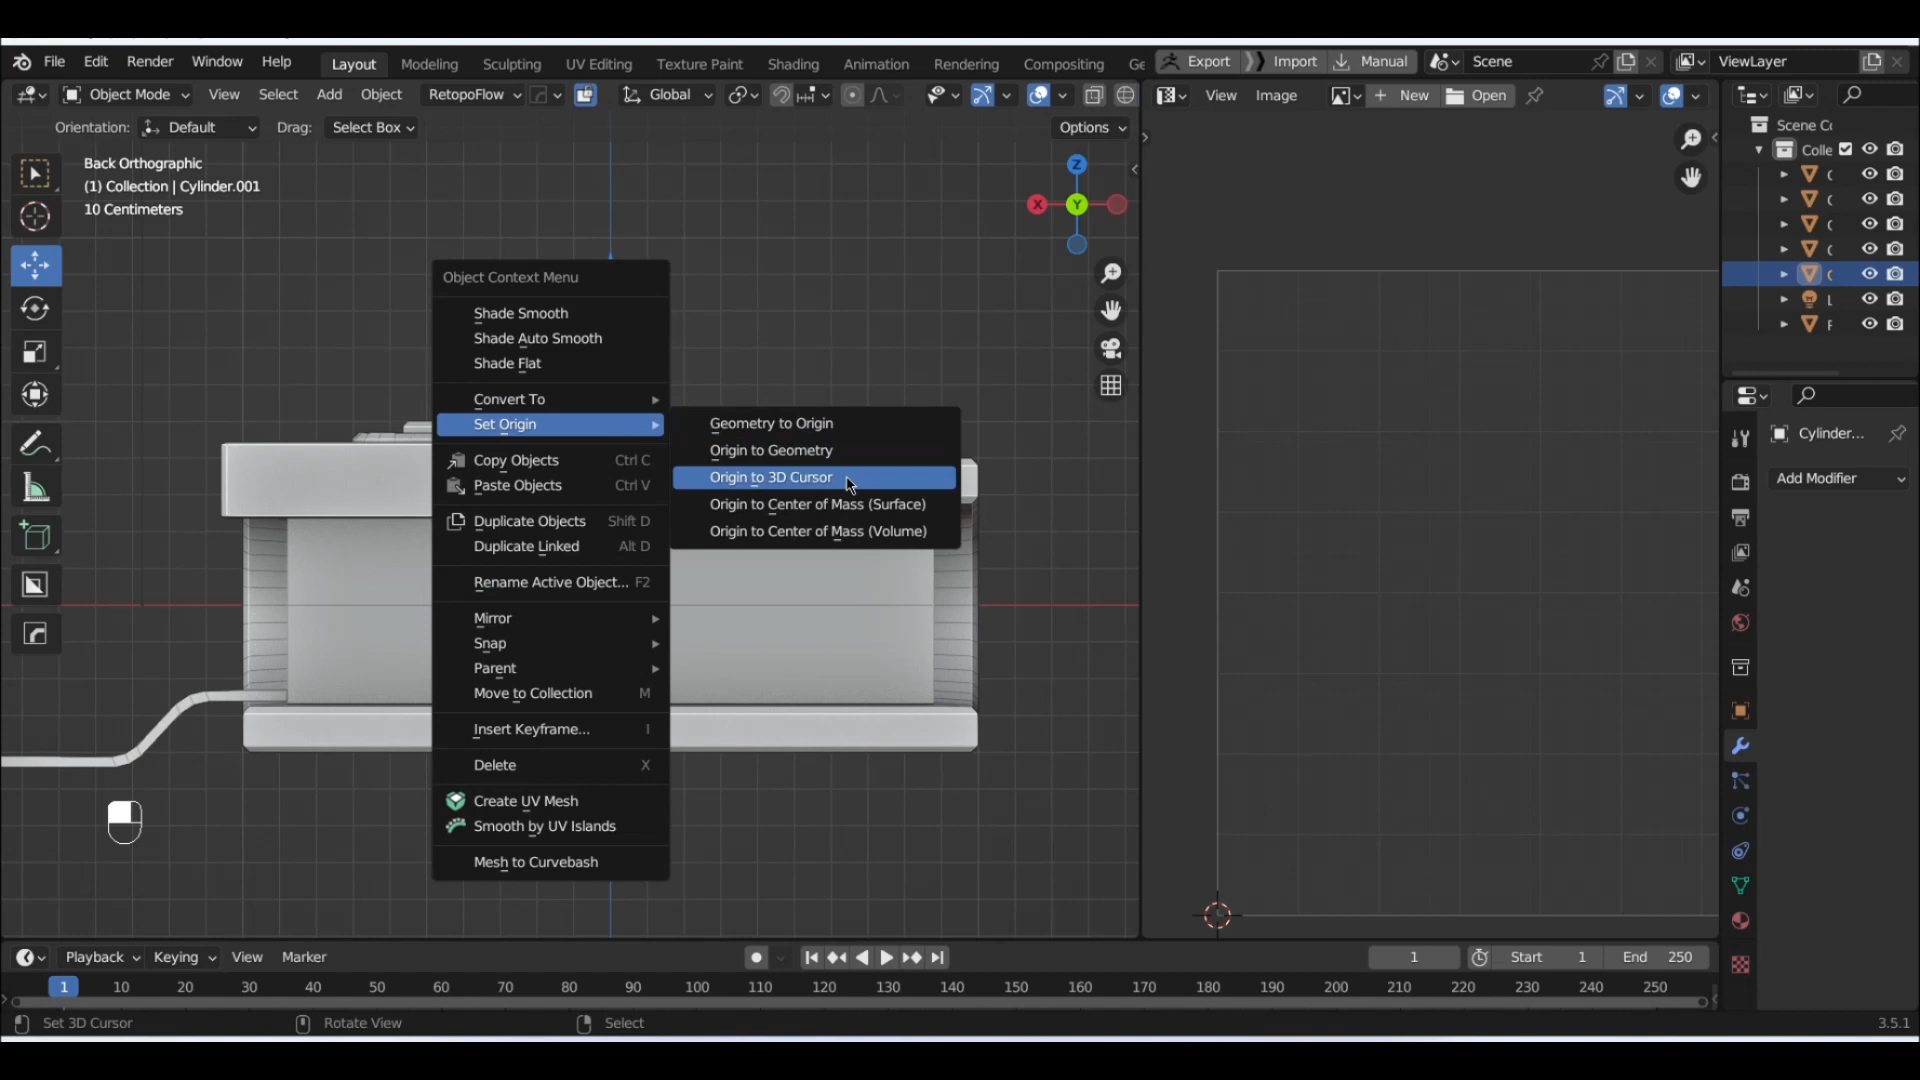 File Edit Render Window Help Layout Modeling Sculpting UV Editing Texture Paint Shading Animation Rendering Compositing Ge Export Import Manual Scene ViewLayer
Object Mode View Select Add Object RetopoFlow Global View Image New Open
Orientation: Default Drag: Select Box Options
Back Orthographic
(1) Collection | Cylinder.001
10 Centimeters
Z
X
Y
Scene Co
Colle
Object Context Menu
Shade Smooth
Shade Auto Smooth
Shade Flat
Convert To
Set Origin
Copy Objects Ctrl C
Paste Objects Ctrl V
Duplicate Objects Shift D
Duplicate Linked Alt D
Rename Active Object... F2
Mirror
Snap
Parent
Move to Collection M
Insert Keyframe... I
Delete X
Create UV Mesh
Smooth by UV Islands
Mesh to Curvebash
Geometry to Origin
Origin to Geometry
Origin to 3D Cursor
Origin to Center of Mass (Surface)
Origin to Center of Mass (Volume)
Cylinder...
Add Modifier
Playback Keying View Marker 1 Start 1 End 250
1 10 20 30 40 50 60 70 80 90 100 110 120 130 140 150 160 170 180 190 200 210 220 230 240 250
Set 3D Cursor Rotate View Select 3.5.1